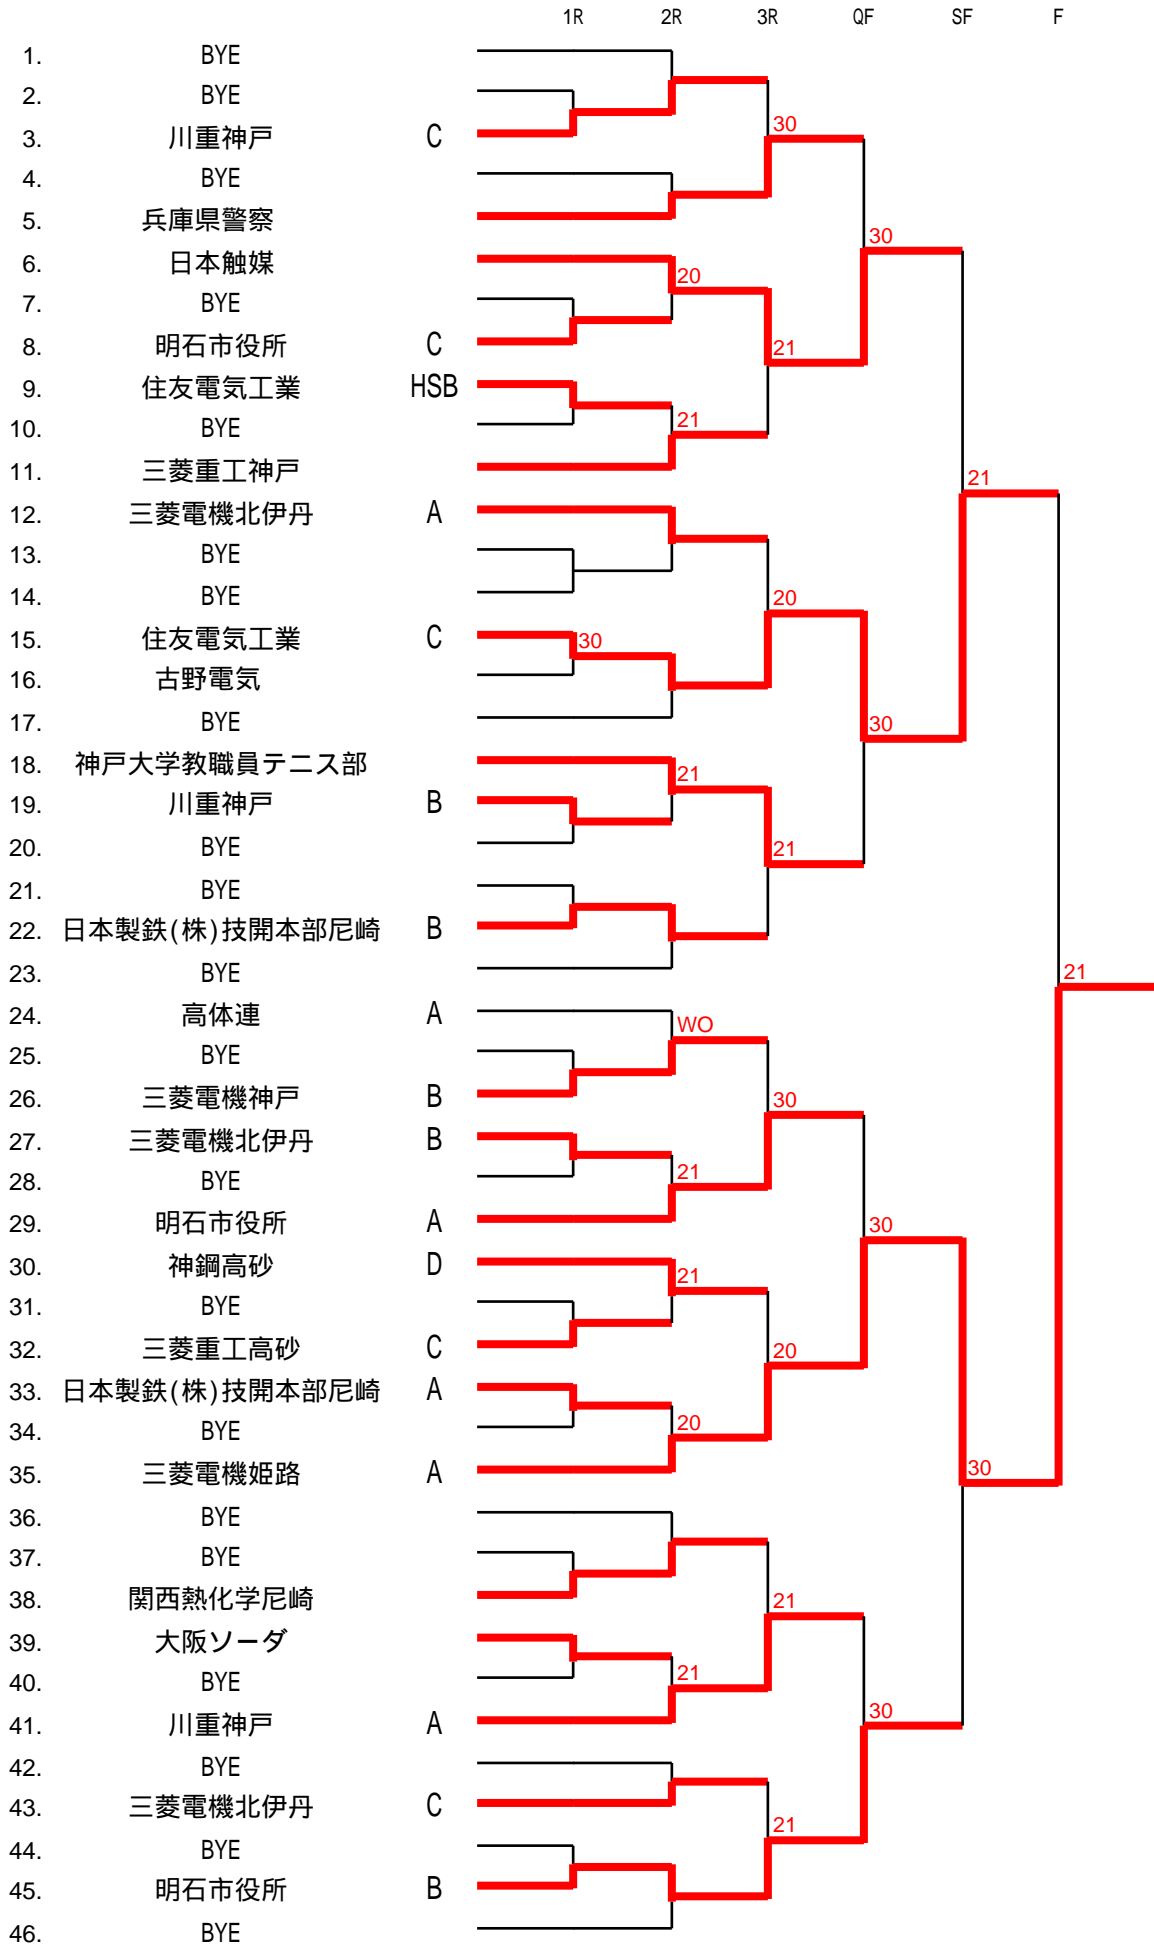 1R 2R 3R QF SF F
1. BYE
2. BYE
3. 川重神戸 C
30
4. BYE
5. 兵庫県警察
30
6. 日本触媒
20
7. BYE
8. 明石市役所 C
21
9. 住友電気工業 HSB
10. BYE
21
11. 三菱重工神戸
21
12. 三菱電機北伊丹 A
13. BYE
14. BYE
20
15. 住友電気工業 C
30
16. 古野電気
17. BYE
30
18. 神戸大学教職員テニス部
21
19. 川重神戸 B
20. BYE
21
21. BYE
22. 日本製鉄(株)技開本部尼崎 B
23. BYE
21
24. 高体連 A
WO
25. BYE
26. 三菱電機神戸 B
30
27. 三菱電機北伊丹 B
28. BYE
21
29. 明石市役所 A
30
30. 神鋼高砂 D
21
31. BYE
32. 三菱重工高砂 C
20
33. 日本製鉄(株)技開本部尼崎 A
34. BYE
20
35. 三菱電機姫路 A
30
36. BYE
37. BYE
38. 関西熱化学尼崎
21
39. 大阪ソーダ
40. BYE
21
41. 川重神戸 A
30
42. BYE
43. 三菱電機北伊丹 C
21
44. BYE
45. 明石市役所 B
46. BYE